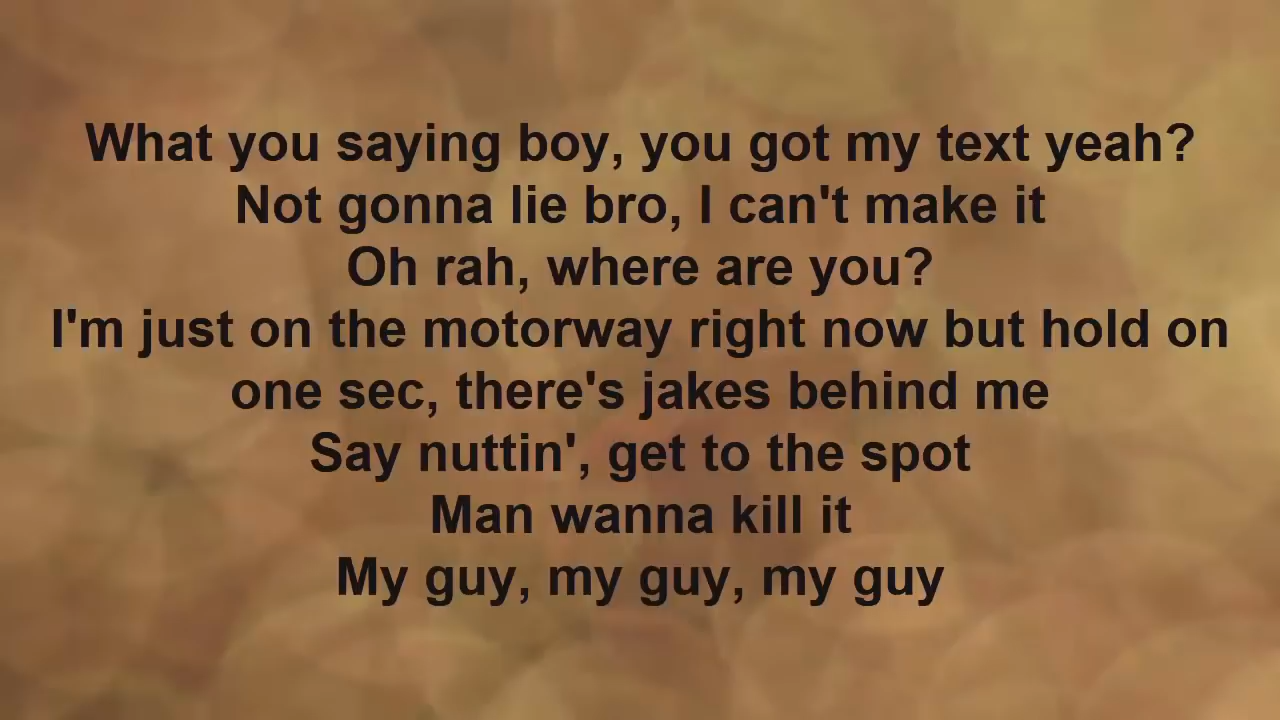 What you saying boy, you got my text yeah?
Not gonna lie bro, I can't make it
Oh rah, where are you?
I'm just on the motorway right now but hold on
one sec, there's jakes behind me
Say nuttin', get to the spot
Man wanna kill it
My guy, my guy, my guy